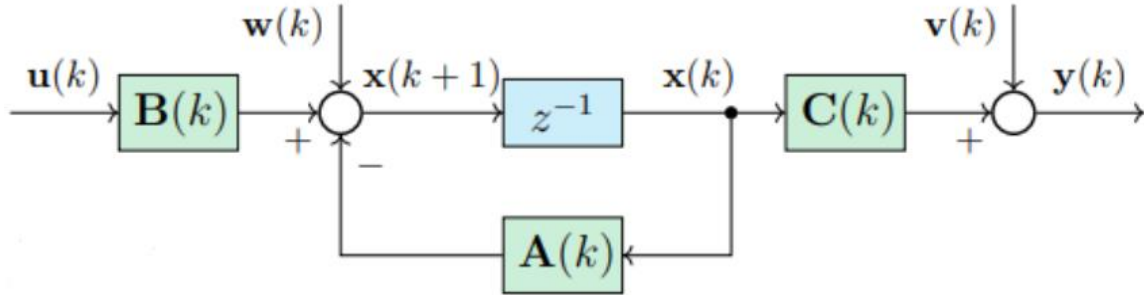 w(k)
v(k)
u(k)
x(k + 1)
x(k)
y(k)
B(k)
z⁻¹
C(k)
+
+
−
A(k)